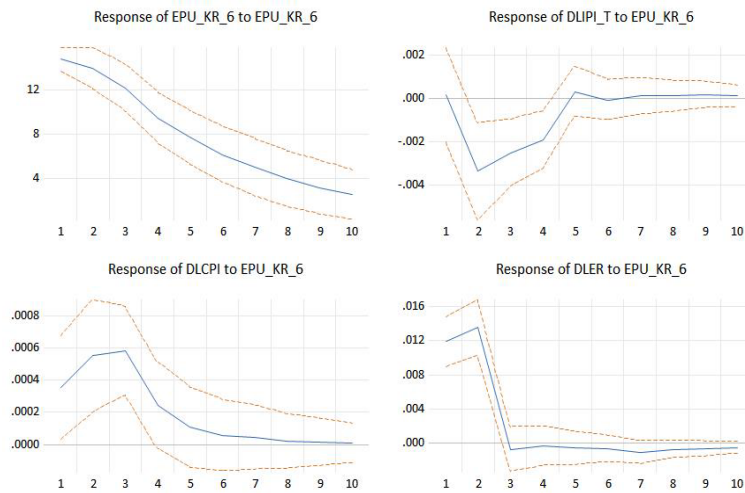 Response of EPU_KR_6 to EPU_KR_6
12
8
4
1 2 3 4 5 6 7 8 9 10
Response of DLIPI_T to EPU_KR_6
.002
.000
-.002
-.004
1 2 3 4 5 6 7 8 9 10
Response of DLCPI to EPU_KR_6
.0008
.0006
.0004
.0002
.0000
1 2 3 4 5 6 7 8 9 10
Response of DLER to EPU_KR_6
.016
.012
.008
.004
.000
1 2 3 4 5 6 7 8 9 10